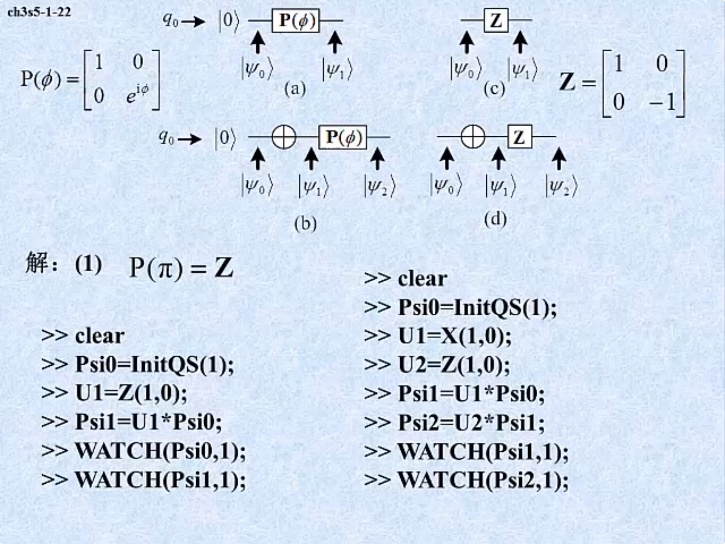 ch3s5-1-22
q₀ |0⟩ P(ϕ)
|ψ₀⟩ |ψ₁⟩
(a)
Z
|ψ₀⟩ |ψ₁⟩
(c)
P(ϕ) = [1 0
0 e^{iϕ}]
Z = [1 0
0 −1]
q₀ |0⟩ P(ϕ)
|ψ₀⟩ |ψ₁⟩ |ψ₂⟩
(b)
Z
|ψ₀⟩ |ψ₁⟩ |ψ₂⟩
(d)
解：(1) P(π) = Z
>> clear
>> Psi0=InitQS(1);
>> U1=Z(1,0);
>> Psi1=U1*Psi0;
>> WATCH(Psi0,1);
>> WATCH(Psi1,1);
>> clear
>> Psi0=InitQS(1);
>> U1=X(1,0);
>> U2=Z(1,0);
>> Psi1=U1*Psi0;
>> Psi2=U2*Psi1;
>> WATCH(Psi1,1);
>> WATCH(Psi2,1);